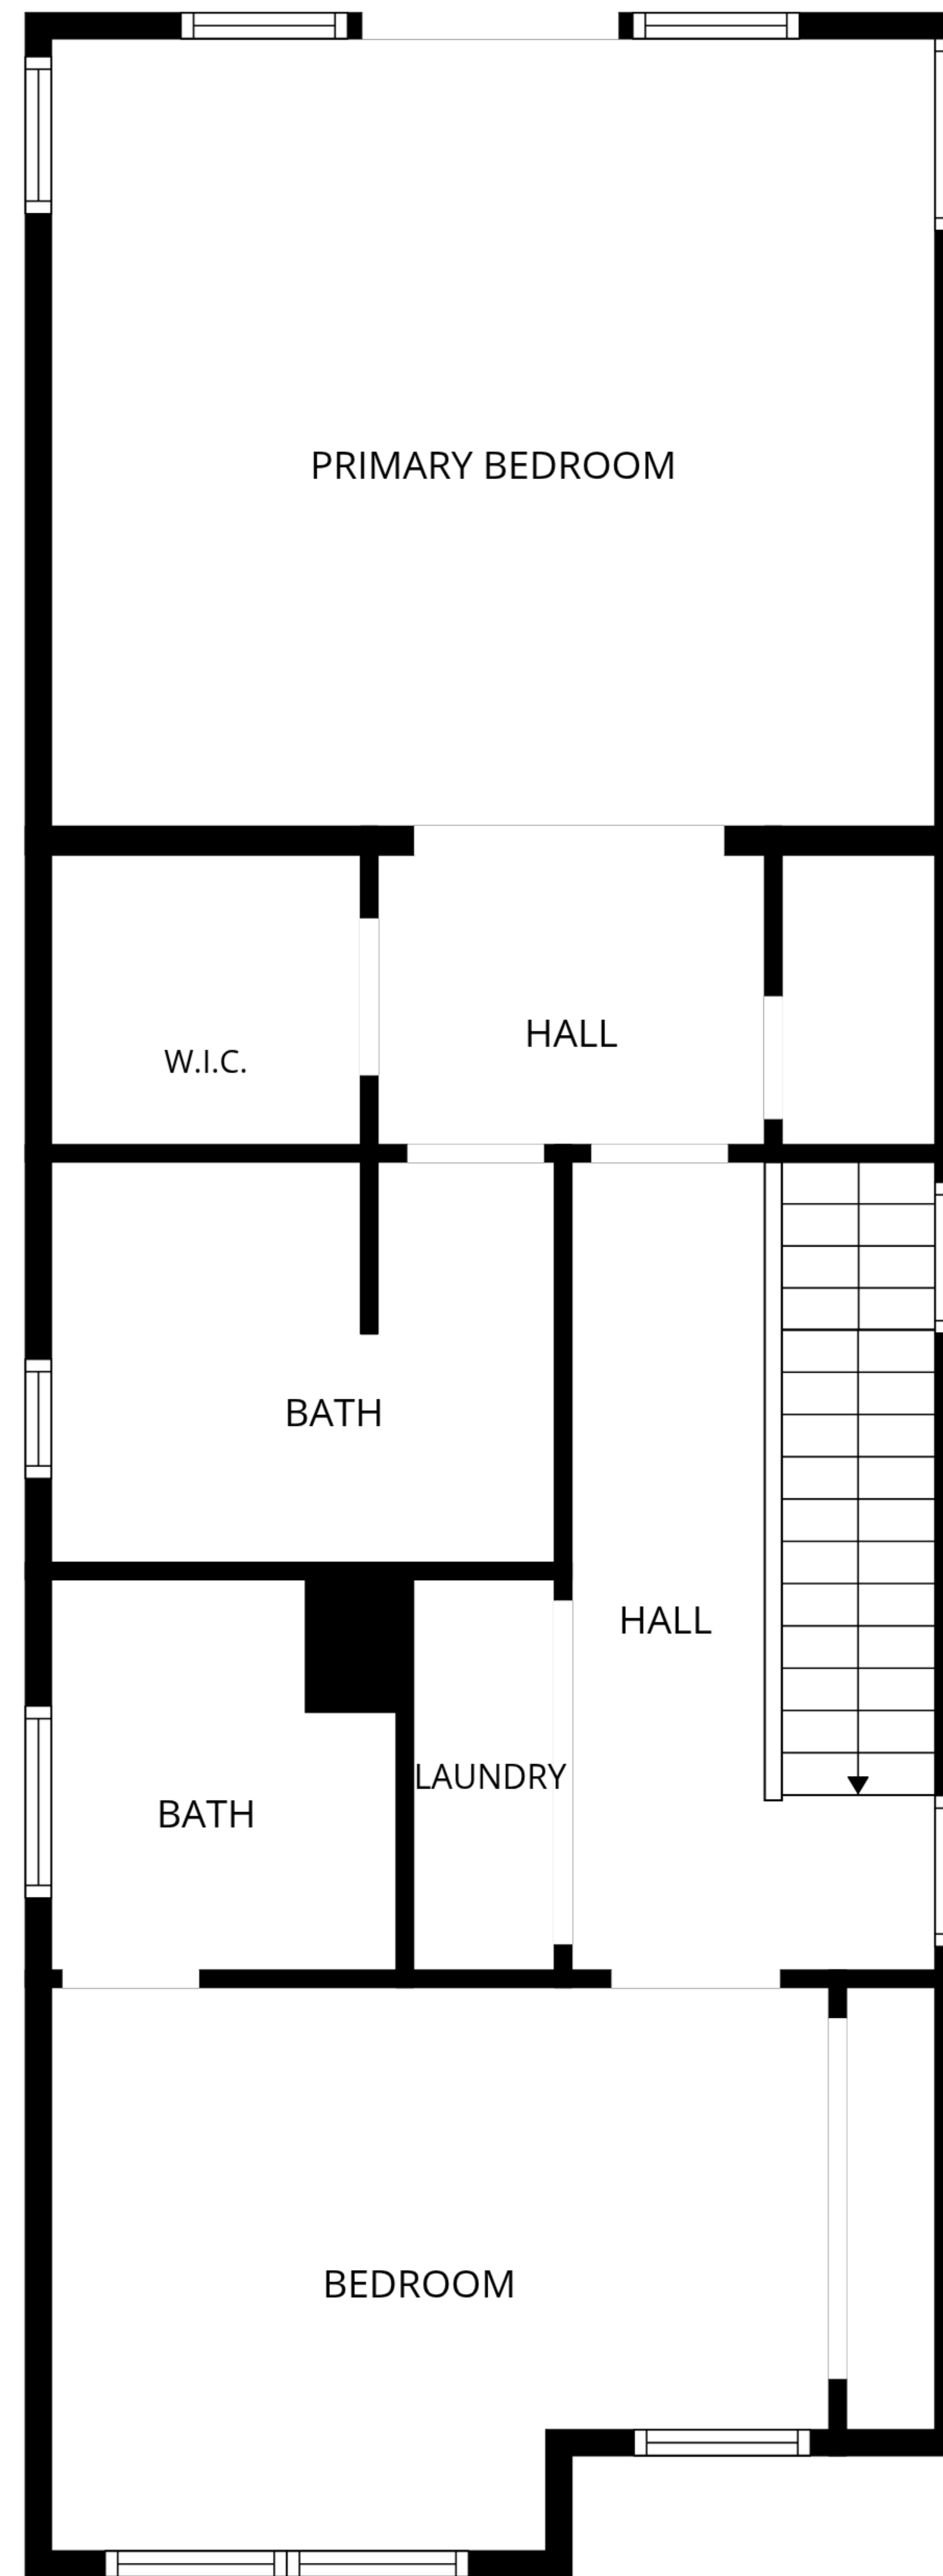 PRIMARY BEDROOM
HALL
W.I.C.
BATH
HALL
LAUNDRY
BATH
BEDROOM